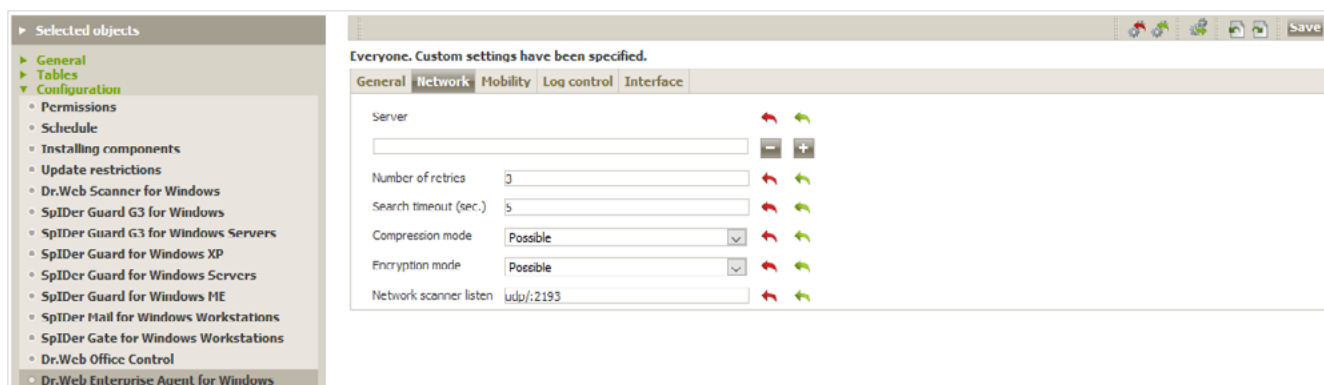 Selected objects
General
Tables
Configuration
Permissions
Schedule
Installing components
Update restrictions
Dr.Web Scanner for Windows
SpIDer Guard G3 for Windows
SpIDer Guard G3 for Windows Servers
SpIDer Guard for Windows XP
SpIDer Guard for Windows Servers
SpIDer Guard for Windows ME
SpIDer Mail for Windows Workstations
SpIDer Gate for Windows Workstations
Dr.Web Office Control
Dr.Web Enterprise Agent for Windows
Save
Everyone. Custom settings have been specified.
General Network Mobility Log control Interface
Server
Number of retries 3
Search timeout (sec.) 5
Compression mode Possible
Encryption mode Possible
Network scanner listen udp/:2193